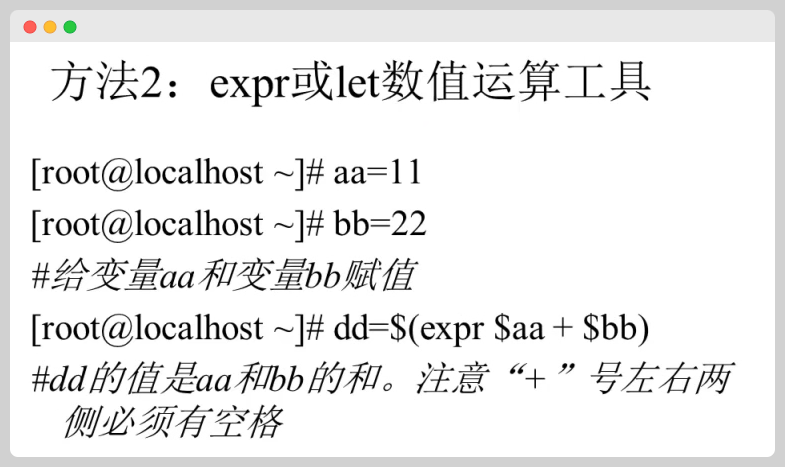 方法2：expr或let数值运算工具
[root@localhost ~]# aa=11
[root@localhost ~]# bb=22
#给变量aa和变量bb赋值
[root@localhost ~]# dd=$(expr $aa + $bb)
#dd的值是aa和bb的和。注意“+ ”号左右两
侧必须有空格